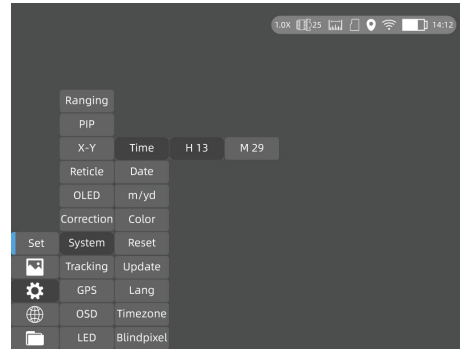 1.0X 25 14:12
Ranging
PIP
X-Y Time H 13 M 29
Reticle Date
OLED m/yd
Correction Color
Set System Reset
Tracking Update
GPS Lang
OSD Timezone
LED Blindpixel